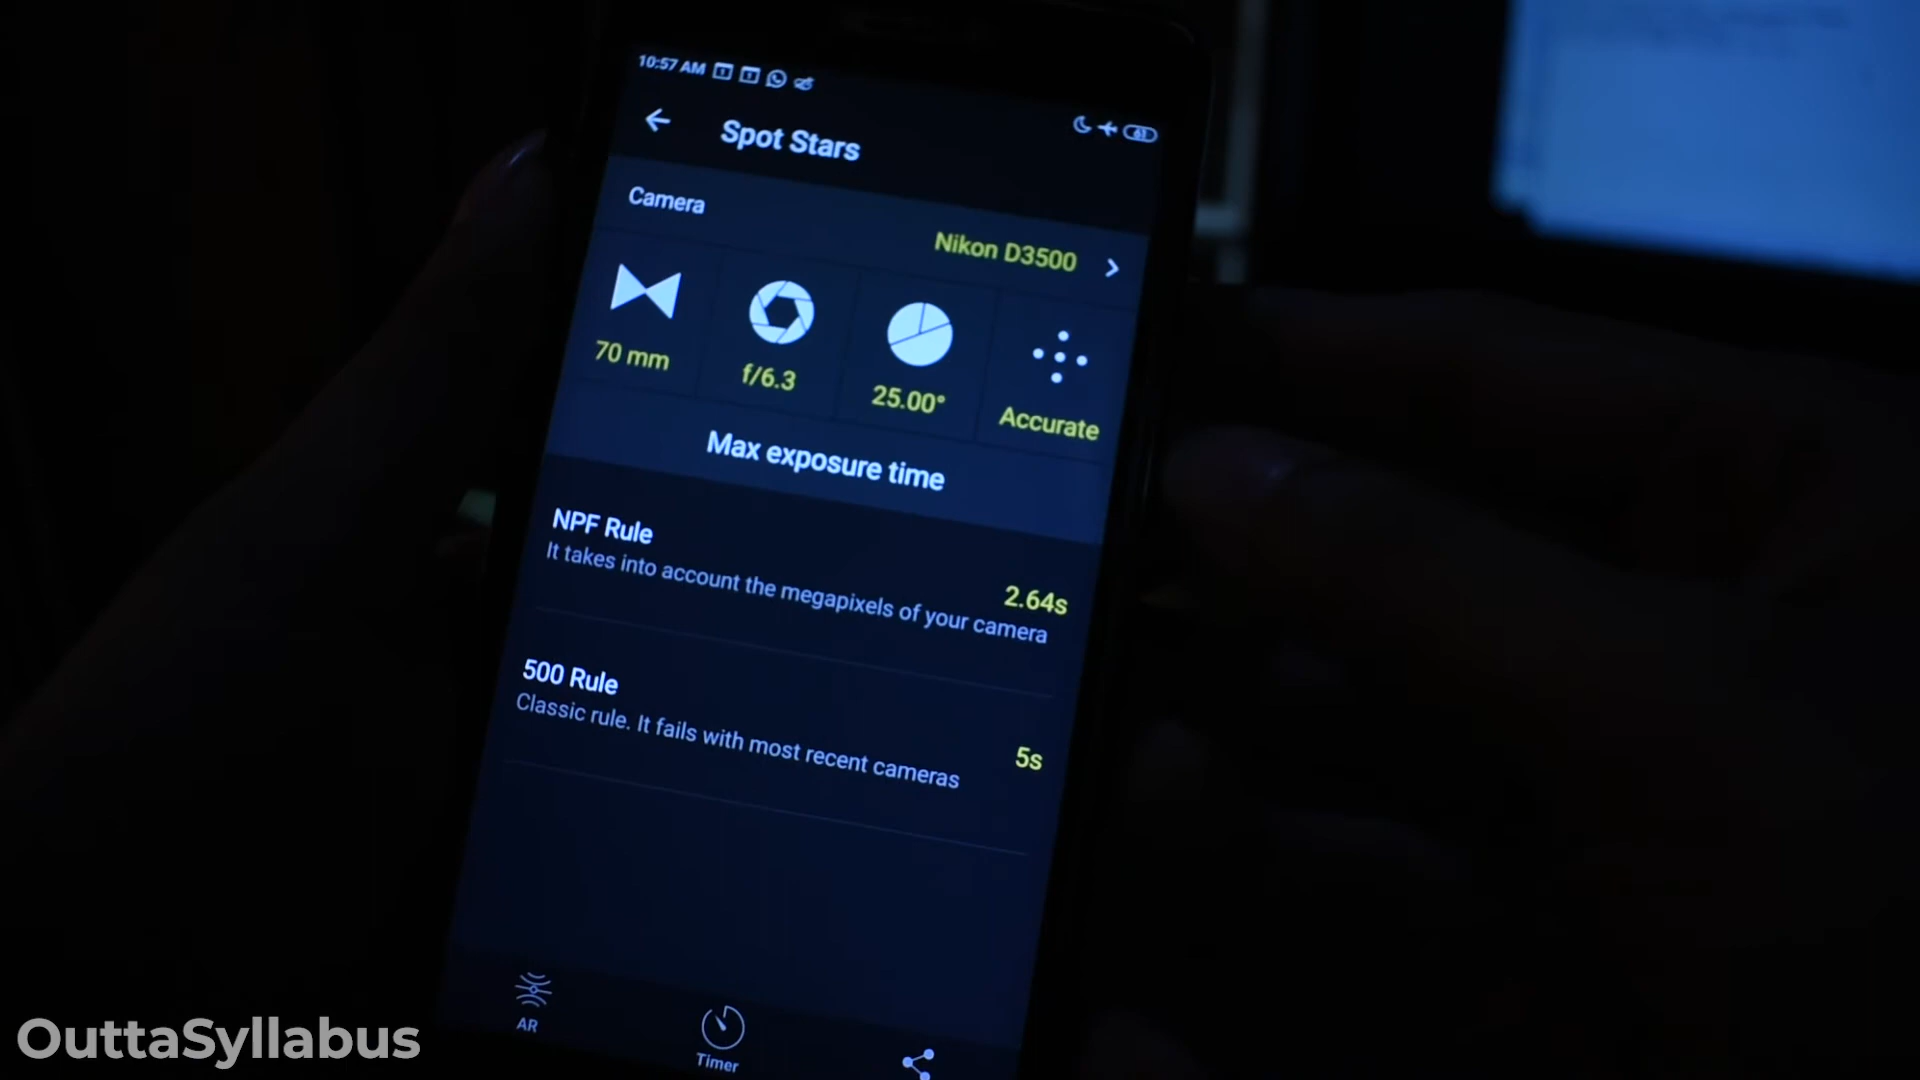 10:57 AM
63
Spot Stars
Camera
Nikon D3500
70 mm
f/6.3
25.00°
Accurate
Max exposure time
NPF Rule
It takes into account the megapixels of your camera
2.64s
500 Rule
Classic rule. It fails with most recent cameras
5s
AR
Timer
OuttaSyllabus